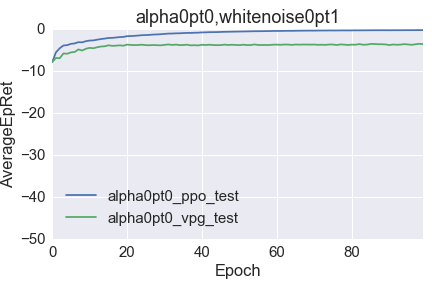 alpha0pt0,whitenoise0pt1
AverageEpRet
0
−10
−20
−30
−40
−50
alpha0pt0_ppo_test
alpha0pt0_vpg_test
0 20 40 60 80
Epoch